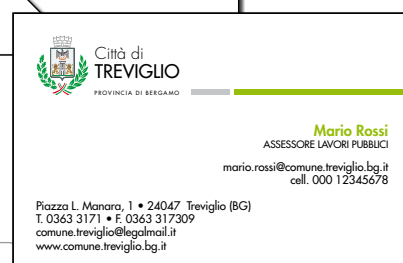 Città di
TREVIGLIO
PROVINCIA DI BERGAMO
Mario Rossi
ASSESSORE LAVORI PUBBLICI
mario.rossi@comune.treviglio.bg.it
cell. 000 12345678
Piazza L. Manara, 1 • 24047 Treviglio (BG)
T. 0363 3171 • F. 0363 317309
comune.treviglio@legalmail.it
www.comune.treviglio.bg.it